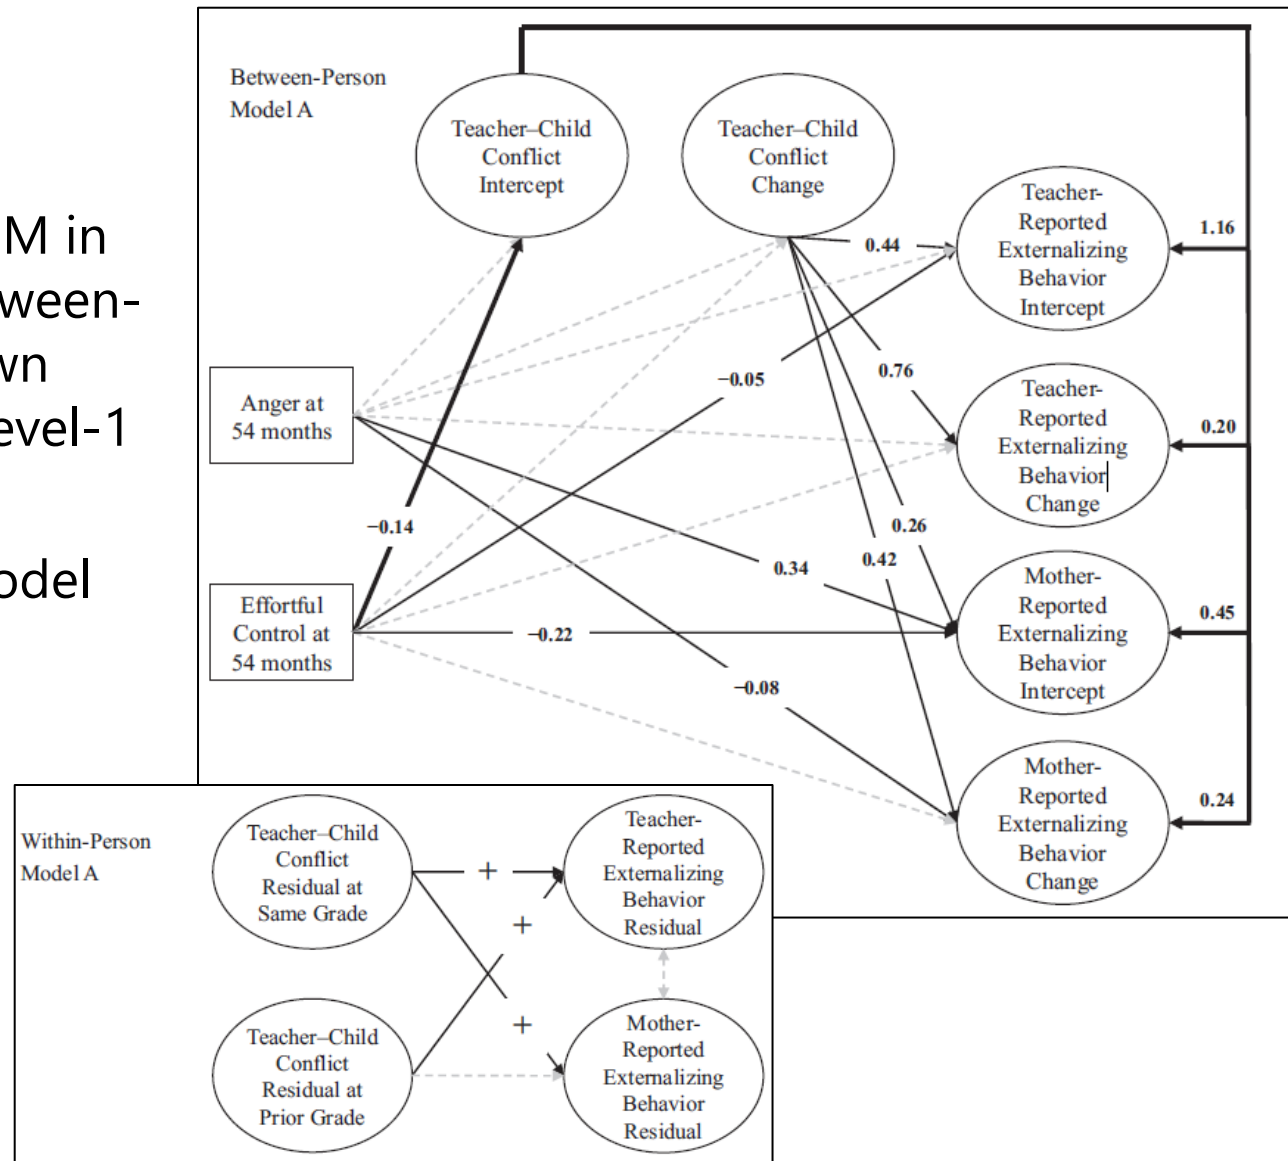 M in
ween-
wn
evel-1
odel
Between-Person
Model A
Teacher–Child
Conflict
Intercept
Teacher–Child
Conflict
Change
Teacher-
Reported
Externalizing
Behavior
Intercept
1.16
0.44
Anger at
54 months
−0.05
0.76
Teacher-
Reported
Externalizing
Behavior
Change
0.20
−0.14
0.26
0.42
0.34
Effortful
Control at
54 months
−0.22
Mother-
Reported
Externalizing
Behavior
Intercept
0.45
−0.08
Mother-
Reported
Externalizing
Behavior
Change
0.24
Within-Person
Model A
Teacher–Child
Conflict
Residual at
Same Grade
+
+
+
Teacher-
Reported
Externalizing
Behavior
Residual
Teacher–Child
Conflict
Residual at
Prior Grade
Mother-
Reported
Externalizing
Behavior
Residual